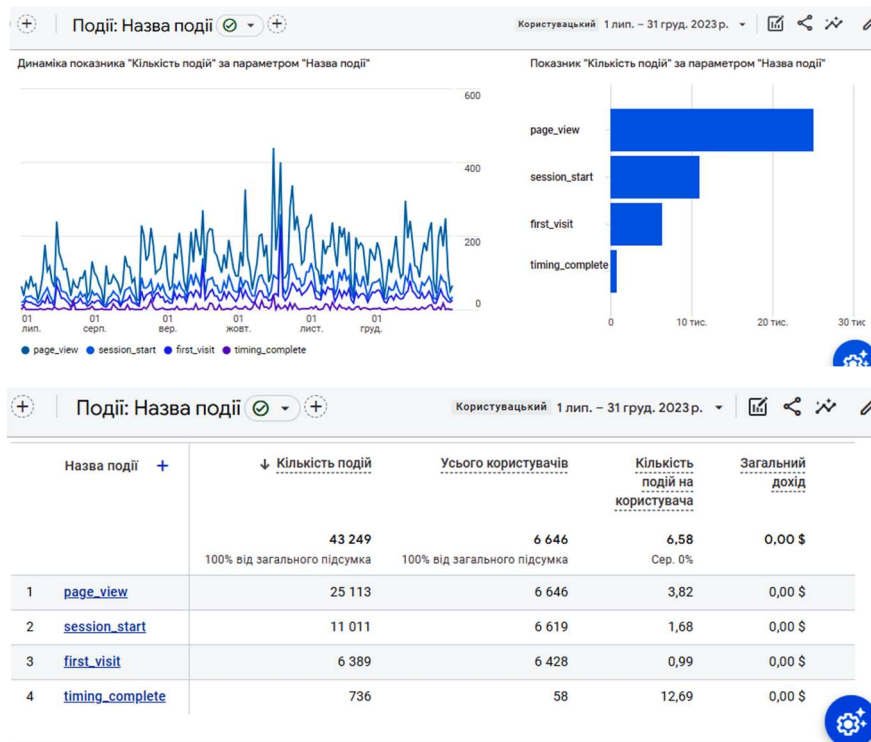 Події: Назва події
Користувацький 1 лип. – 31 груд. 2023 р.
Динаміка показника "Кількість подій" за параметром "Назва події"
600
400
200
0
01 01 01 01 01 01
лип. серп. вер. жовт. лист. груд.
page_view session_start first_visit timing_complete
Показник "Кількість подій" за параметром "Назва події"
page_view
session_start
first_visit
timing_complete
0 10 тис. 20 тис. 30 тис
Події: Назва події
Користувацький 1 лип. – 31 груд. 2023 р.
Назва події + ↓ Кількість подій Усього користувачів Кількість Загальний
подій на дохід
користувача
43 249 6 646 6,58 0,00 $
100% від загального підсумка 100% від загального підсумка Сер. 0%
1 page_view 25 113 6 646 3,82 0,00 $
2 session_start 11 011 6 619 1,68 0,00 $
3 first_visit 6 389 6 428 0,99 0,00 $
4 timing_complete 736 58 12,69 0,00 $